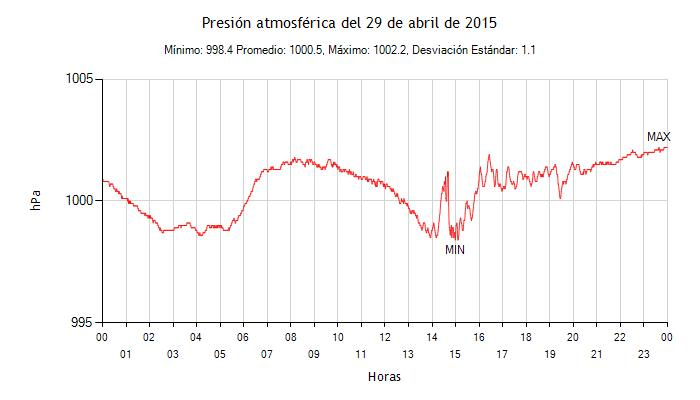 Presión atmosférica del 29 de abril de 2015
Mínimo: 998.4 Promedio: 1000.5, Máximo: 1002.2, Desviación Estándar: 1.1
1005
MAX
1000
hPa
MIN
995
00 02 04 06 08 10 12 14 16 18 20 22 00
01 03 05 07 09 11 13 15 17 19 21 23
Horas